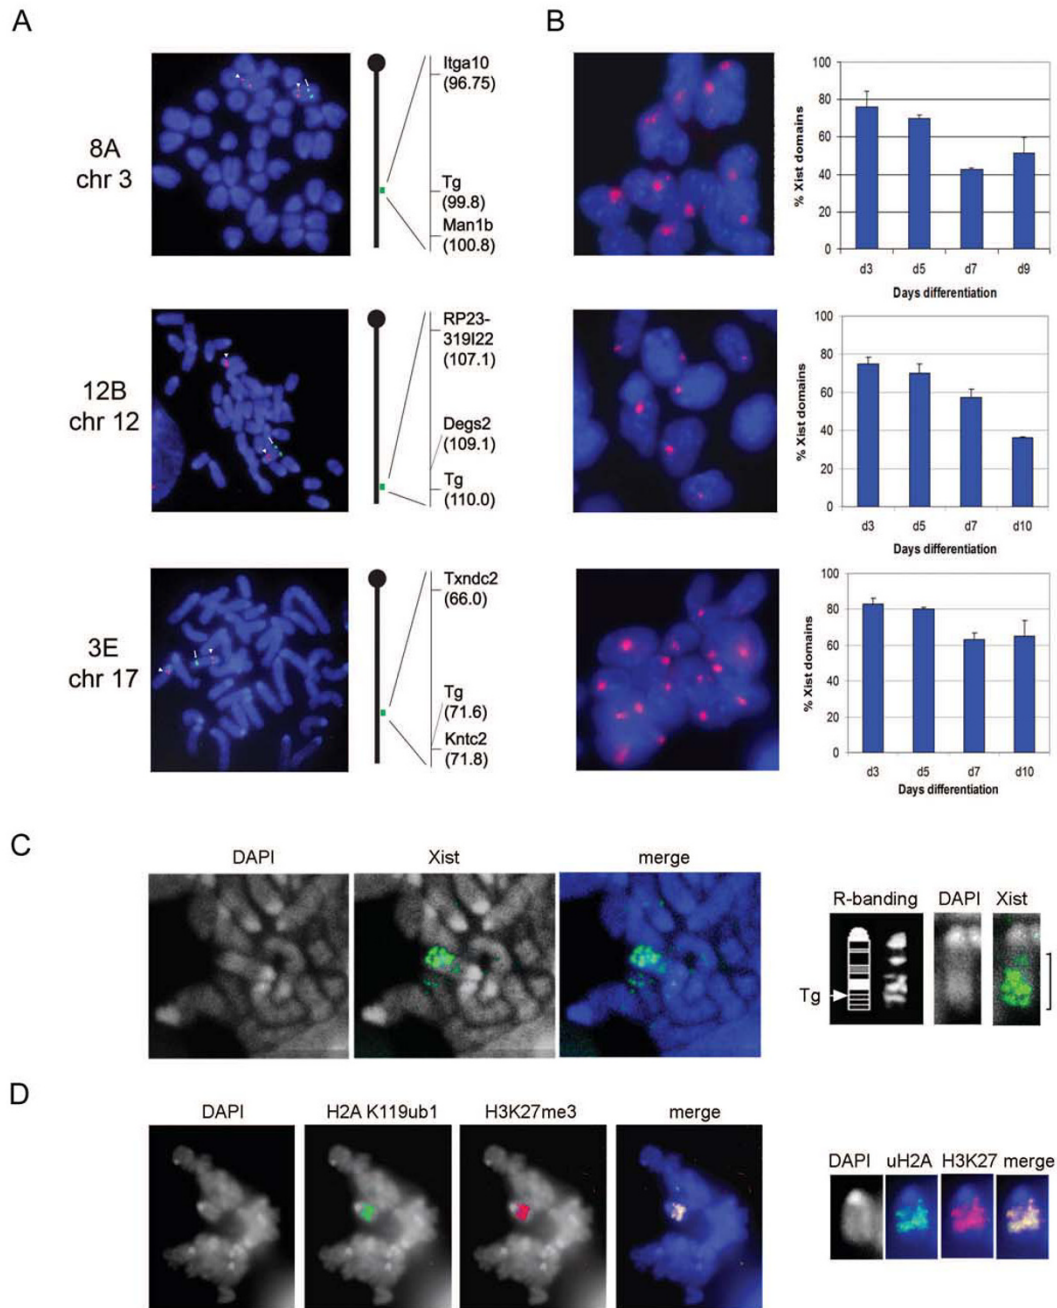 A
B
8A
chr 3
Itga10
(96.75)
Tg
(99.8)
Man1b
(100.8)
100
80
60
40
20
0
% Xist domains
d3 d5 d7 d9
Days differentiation
12B
chr 12
RP23-
319I22
(107.1)
Degs2
(109.1)
Tg
(110.0)
100
80
60
40
20
0
% Xist domains
d3 d5 d7 d10
Days differentiation
3E
chr 17
Txndc2
(66.0)
Tg
(71.6)
Kntc2
(71.8)
100
80
60
40
20
0
% Xist domains
d3 d5 d7 d10
Days differentiation
C
DAPI Xist merge
R-banding DAPI Xist
Tg
D
DAPI H2A K119ub1 H3K27me3 merge
DAPI uH2A H3K27 merge